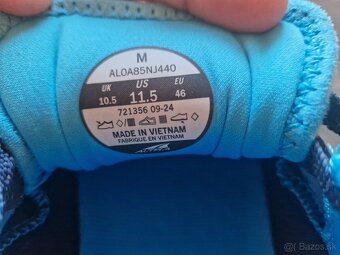 M
AL0A85NJ440
UK US EU
10.5 11.5 46
721356 09-24
MADE IN VIETNAM
FABRIQUE EN VIETNAM
ALTRA
Bazos.sk